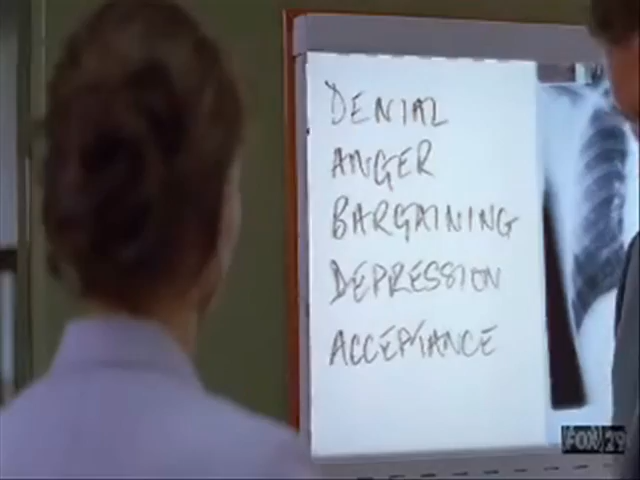 DENIAL
ANGER
BARGAINING
DEPRESSION
ACCEPTANCE
FOX 29